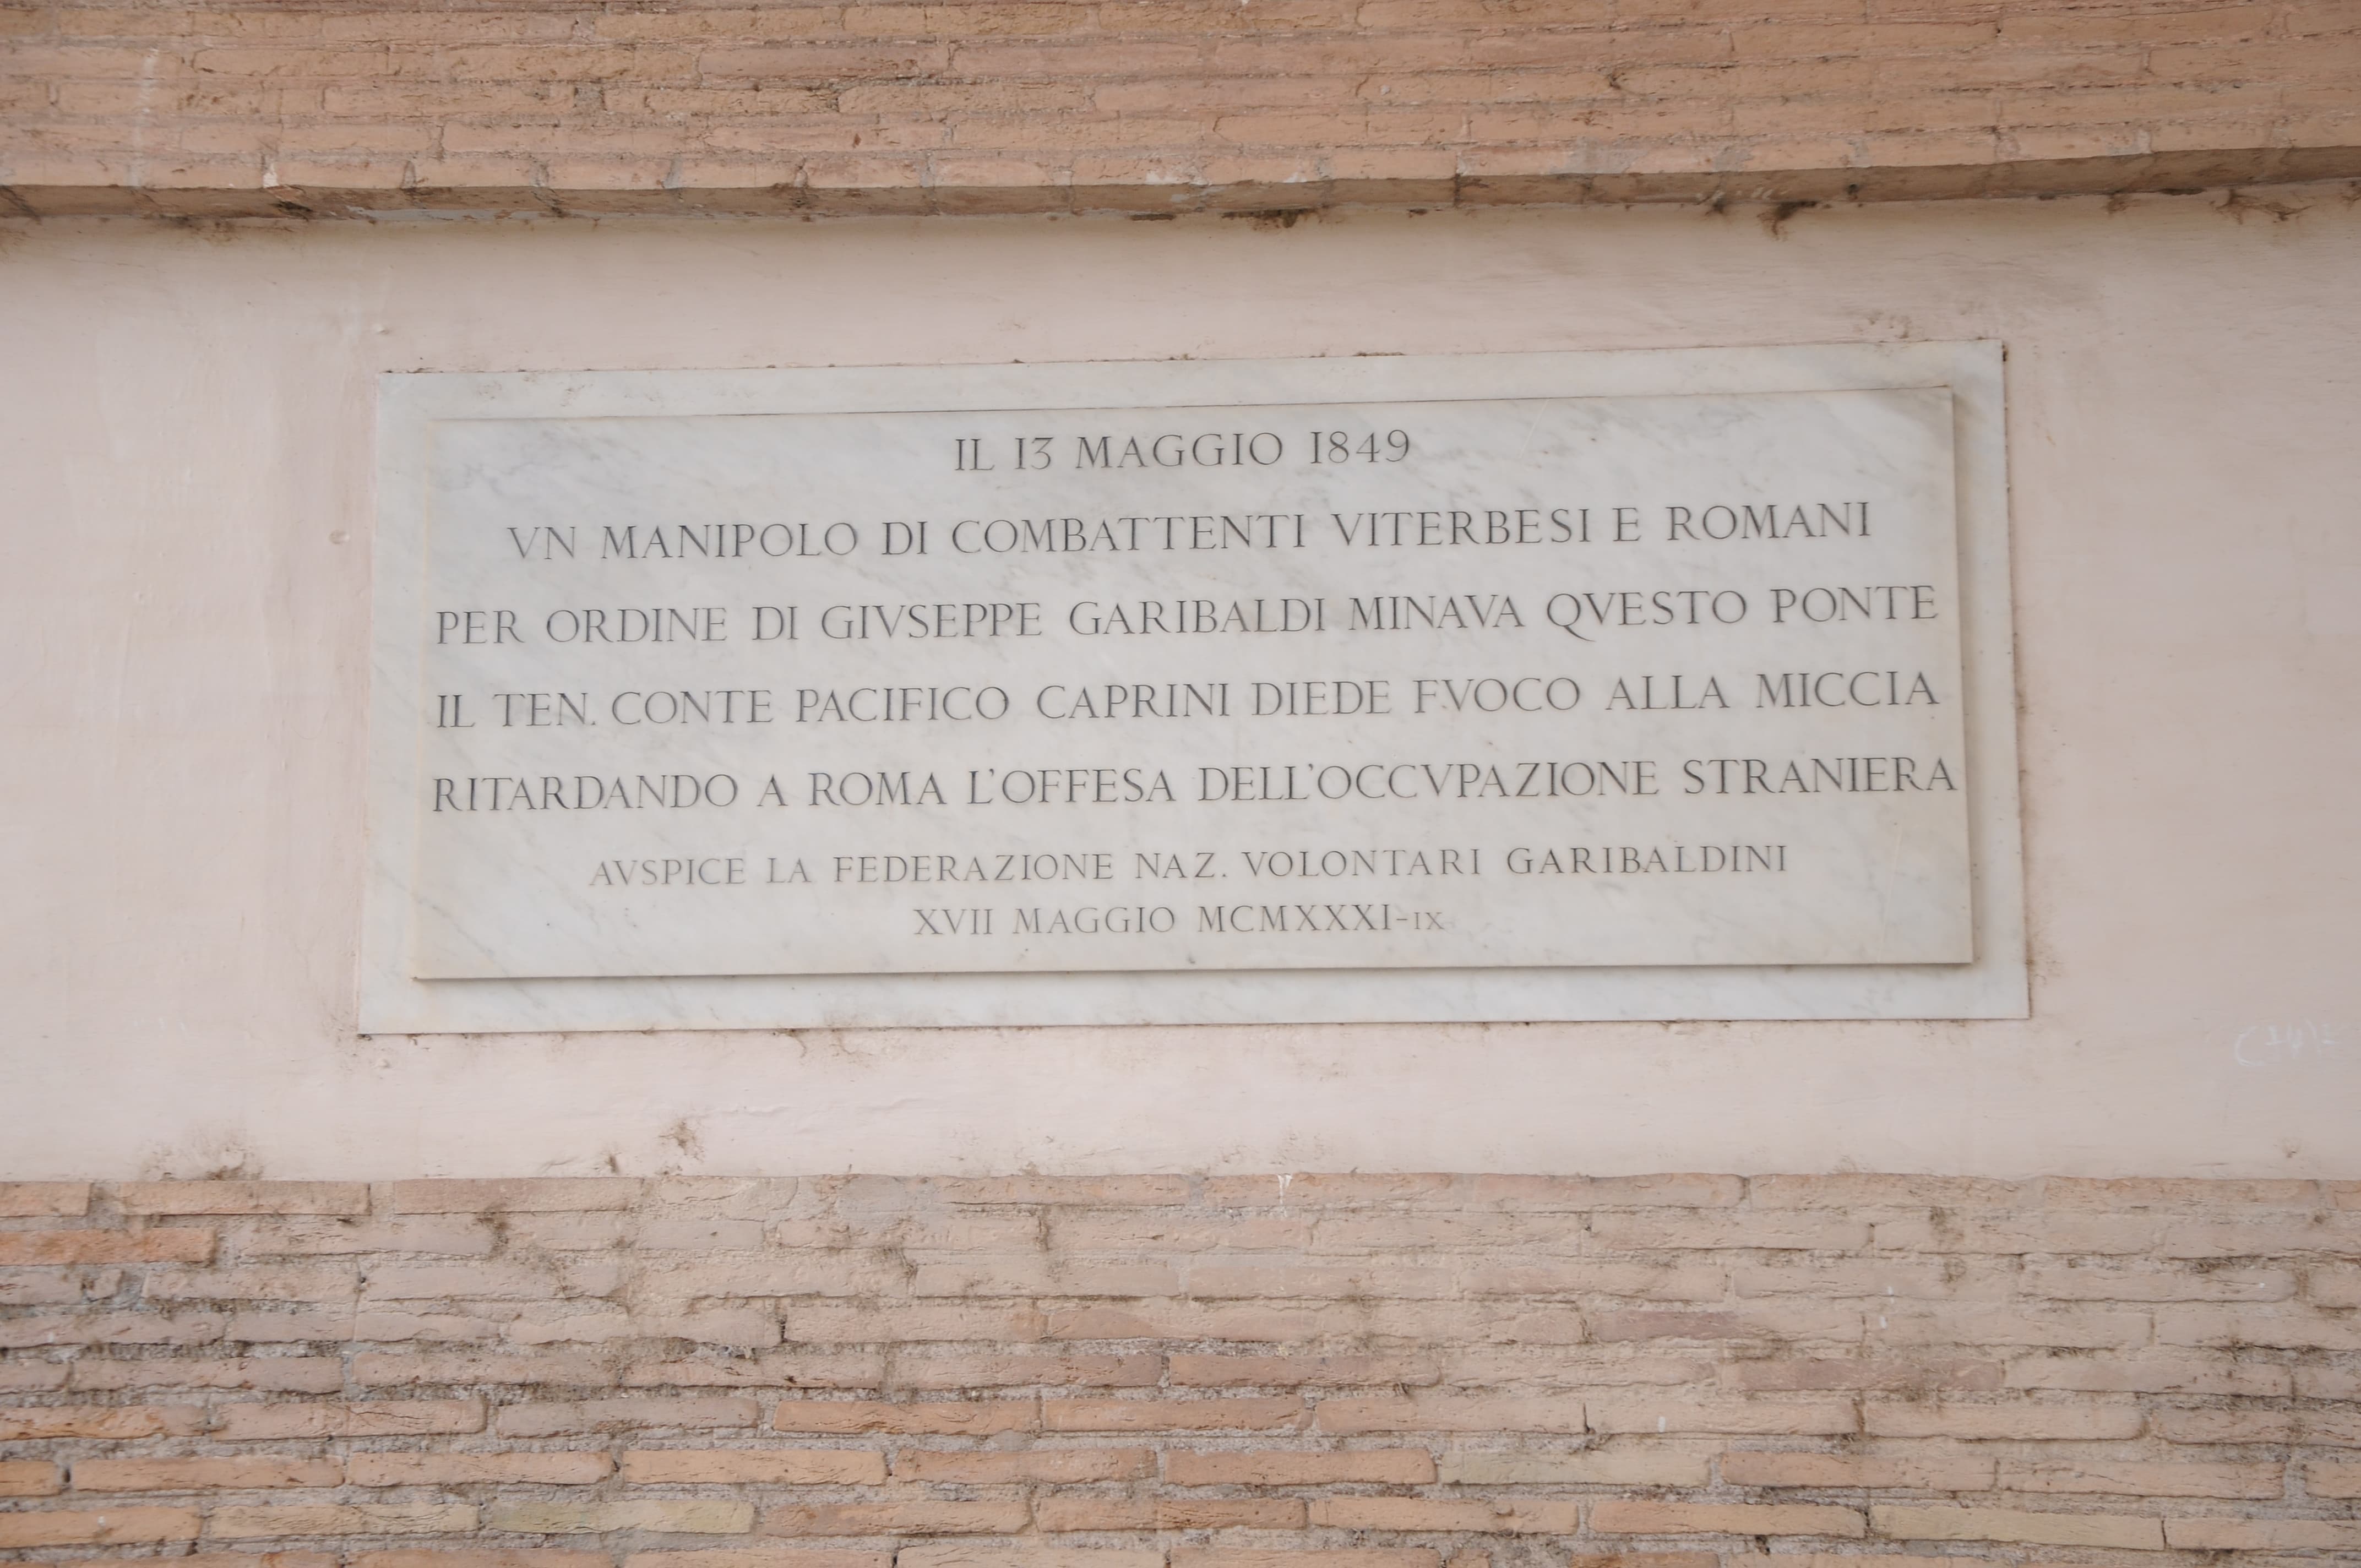 IL 13 MAGGIO 1849
VN MANIPOLO DI COMBATTENTI VITERBESI E ROMANI
PER ORDINE DI GIVSEPPE GARIBALDI MINAVA QVESTO PONTE
IL TEN. CONTE PACIFICO CAPRINI DIEDE FVOCO ALLA MICCIA
RITARDANDO A ROMA L'OFFESA DELL'OCCVPAZIONE STRANIERA
AVSPICE LA FEDERAZIONE NAZ. VOLONTARI GARIBALDINI
XVII MAGGIO MCMXXXI-IX